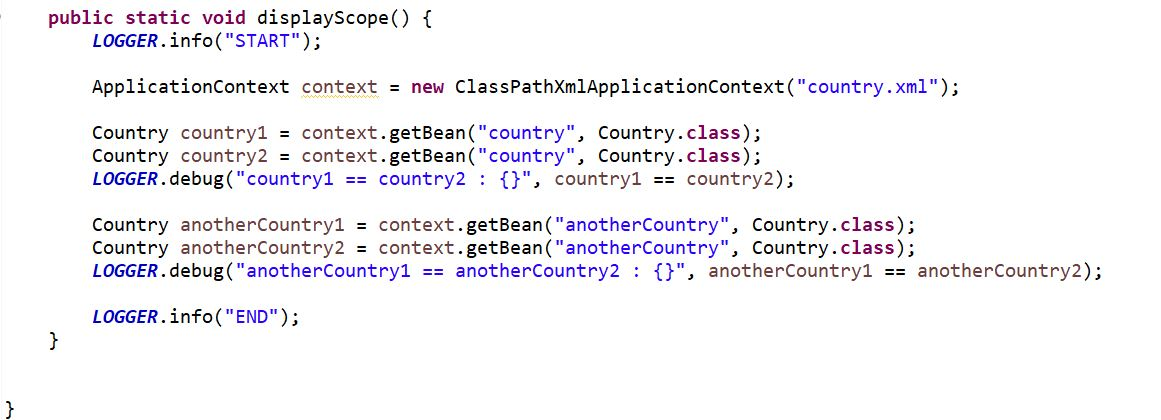 public static void displayScope() {
LOGGER.info("START");
ApplicationContext context = new ClassPathXmlApplicationContext("country.xml");
Country country1 = context.getBean("country", Country.class);
Country country2 = context.getBean("country", Country.class);
LOGGER.debug("country1 == country2 : {}", country1 == country2);
Country anotherCountry1 = context.getBean("anotherCountry", Country.class);
Country anotherCountry2 = context.getBean("anotherCountry", Country.class);
LOGGER.debug("anotherCountry1 == anotherCountry2 : {}", anotherCountry1 == anotherCountry2);
LOGGER.info("END");
}
}